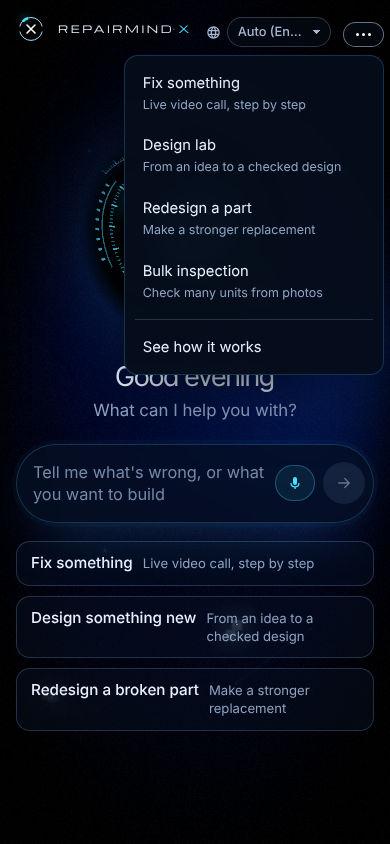 REPAIRMIND X
Auto (En...
Fix something
Live video call, step by step
Design lab
From an idea to a checked design
Redesign a part
Make a stronger replacement
Bulk inspection
Check many units from photos
See how it works
Good evening
What can I help you with?
Tell me what's wrong, or what
you want to build
Fix something Live video call, step by step
Design something new From an idea to a
checked design
Redesign a broken part Make a stronger
replacement